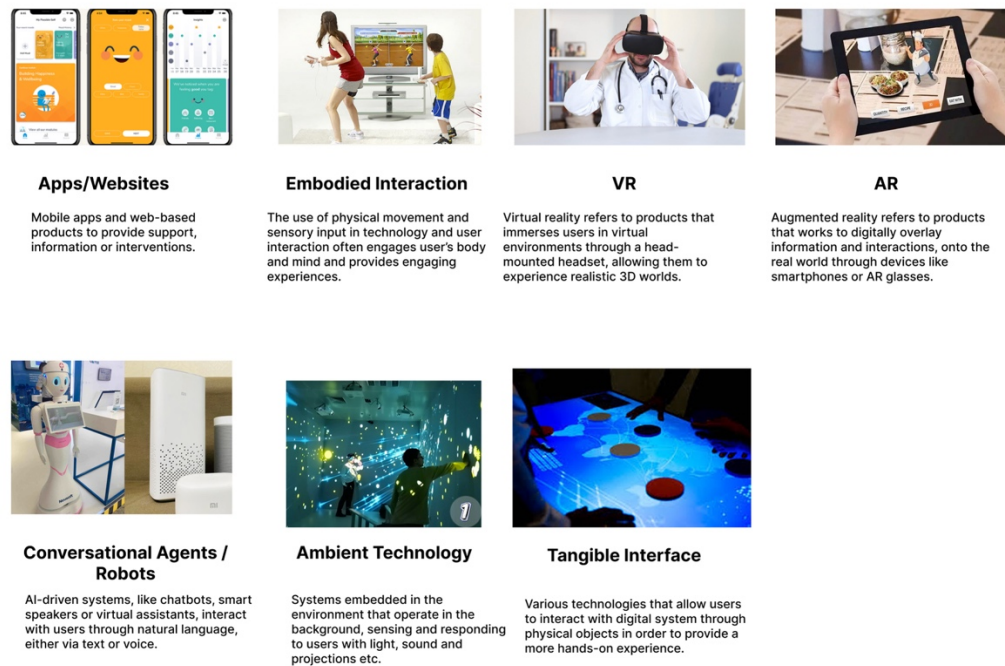 Apps/Websites
Mobile apps and web-based
products to provide support,
information or interventions.
Embodied Interaction
The use of physical movement and
sensory input in technology and user
interaction often engages user's body
and mind and provides engaging
experiences.
VR
Virtual reality refers to products that
immerses users in virtual
environments through a head-
mounted headset, allowing them to
experience realistic 3D worlds.
AR
Augmented reality refers to products
that works to digitally overlay
information and interactions, onto the
real world through devices like
smartphones or AR glasses.
Conversational Agents /
Robots
AI-driven systems, like chatbots, smart
speakers or virtual assistants, interact
with users through natural language,
either via text or voice.
1
Ambient Technology
Systems embedded in the
environment that operate in the
background, sensing and responding
to users with light, sound and
projections etc.
Tangible Interface
Various technologies that allow users
to interact with digital system through
physical objects in order to provide a
more hands-on experience.